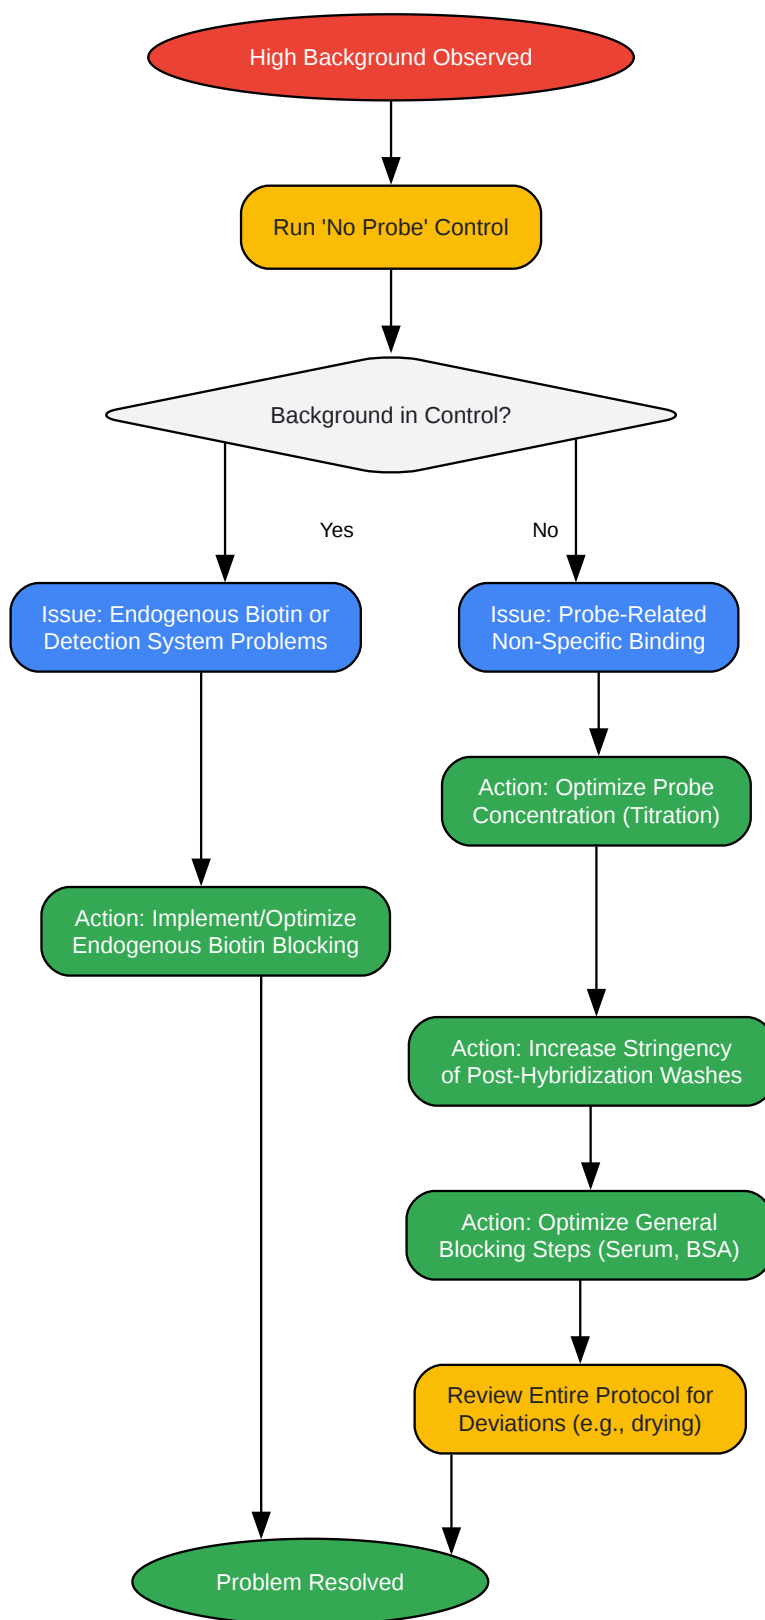 High Background Observed
Run 'No Probe' Control
Background in Control?
Yes
No
Issue: Endogenous Biotin or
Detection System Problems
Issue: Probe-Related
Non-Specific Binding
Action: Optimize Probe
Concentration (Titration)
Action: Implement/Optimize
Endogenous Biotin Blocking
Action: Increase Stringency
of Post-Hybridization Washes
Action: Optimize General
Blocking Steps (Serum, BSA)
Review Entire Protocol for
Deviations (e.g., drying)
Problem Resolved